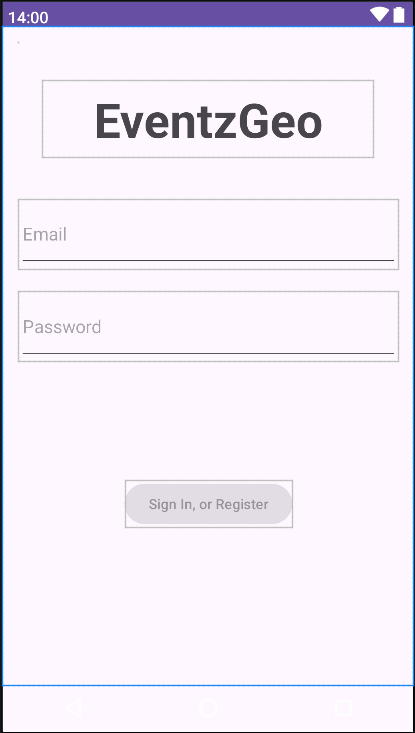 14:00
EventzGeo
Email
Password
Sign In, or Register